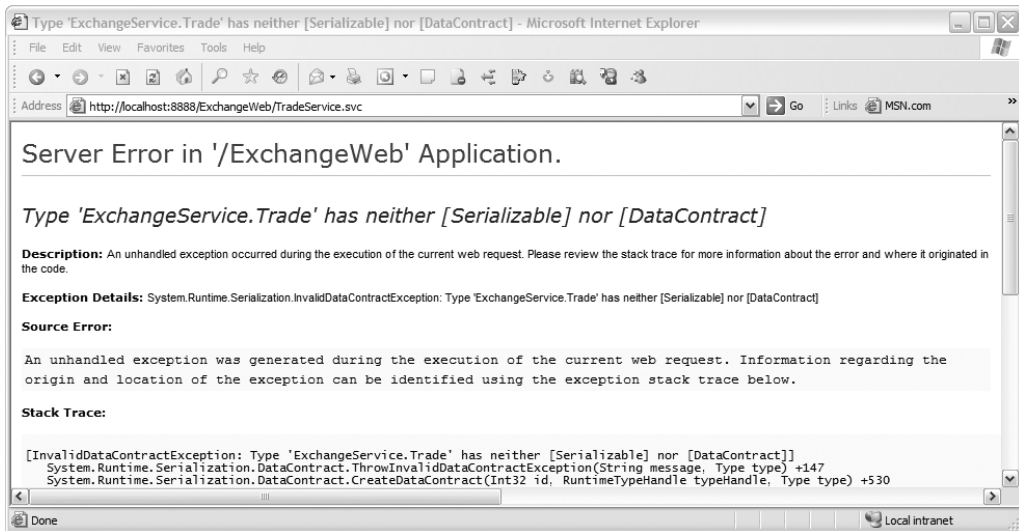 Type 'ExchangeService.Trade' has neither [Serializable] nor [DataContract] - Microsoft Internet Explorer
File Edit View Favorites Tools Help
Address http://localhost:8888/ExchangeWeb/TradeService.svc Go Links MSN.com »
Server Error in '/ExchangeWeb' Application.
Type 'ExchangeService.Trade' has neither [Serializable] nor [DataContract]
Description: An unhandled exception occurred during the execution of the current web request. Please review the stack trace for more information about the error and where it originated in
the code.
Exception Details: System.Runtime.Serialization.InvalidDataContractException: Type 'ExchangeService.Trade' has neither [Serializable] nor [DataContract]
Source Error:
An unhandled exception was generated during the execution of the current web request. Information regarding the
origin and location of the exception can be identified using the exception stack trace below.
Stack Trace:
[InvalidDataContractException: Type 'ExchangeService.Trade' has neither [Serializable] nor [DataContract]]
System.Runtime.Serialization.DataContract.ThrowInvalidDataContractException(String message, Type type) +147
System.Runtime.Serialization.DataContract.CreateDataContract(Int32 id, RuntimeTypeHandle typeHandle, Type type) +530
Done Local intranet